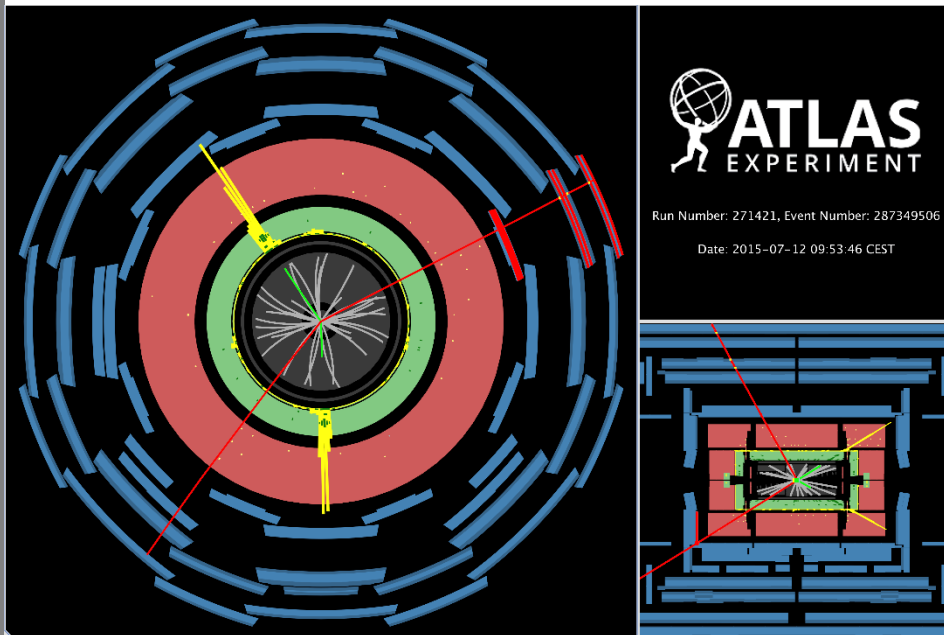 ATLAS
EXPERIMENT
Run Number: 271421, Event Number: 287349506
Date: 2015-07-12 09:53:46 CEST